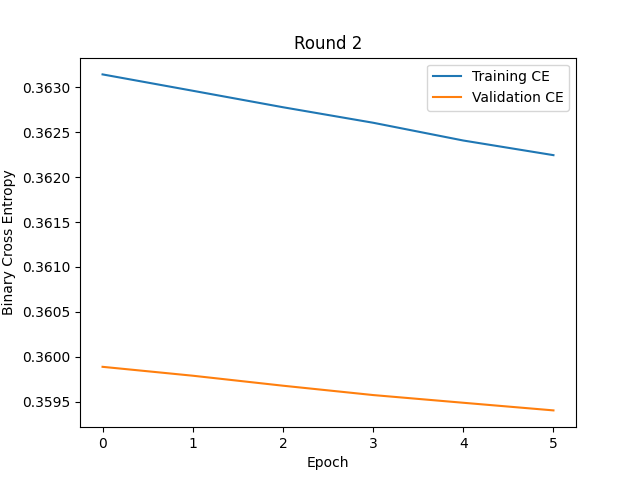 Round 2
Training CE
Validation CE
0.3630
0.3625
0.3620
0.3615
0.3610
0.3605
0.3600
0.3595
Binary Cross Entropy
0 1 2 3 4 5
Epoch